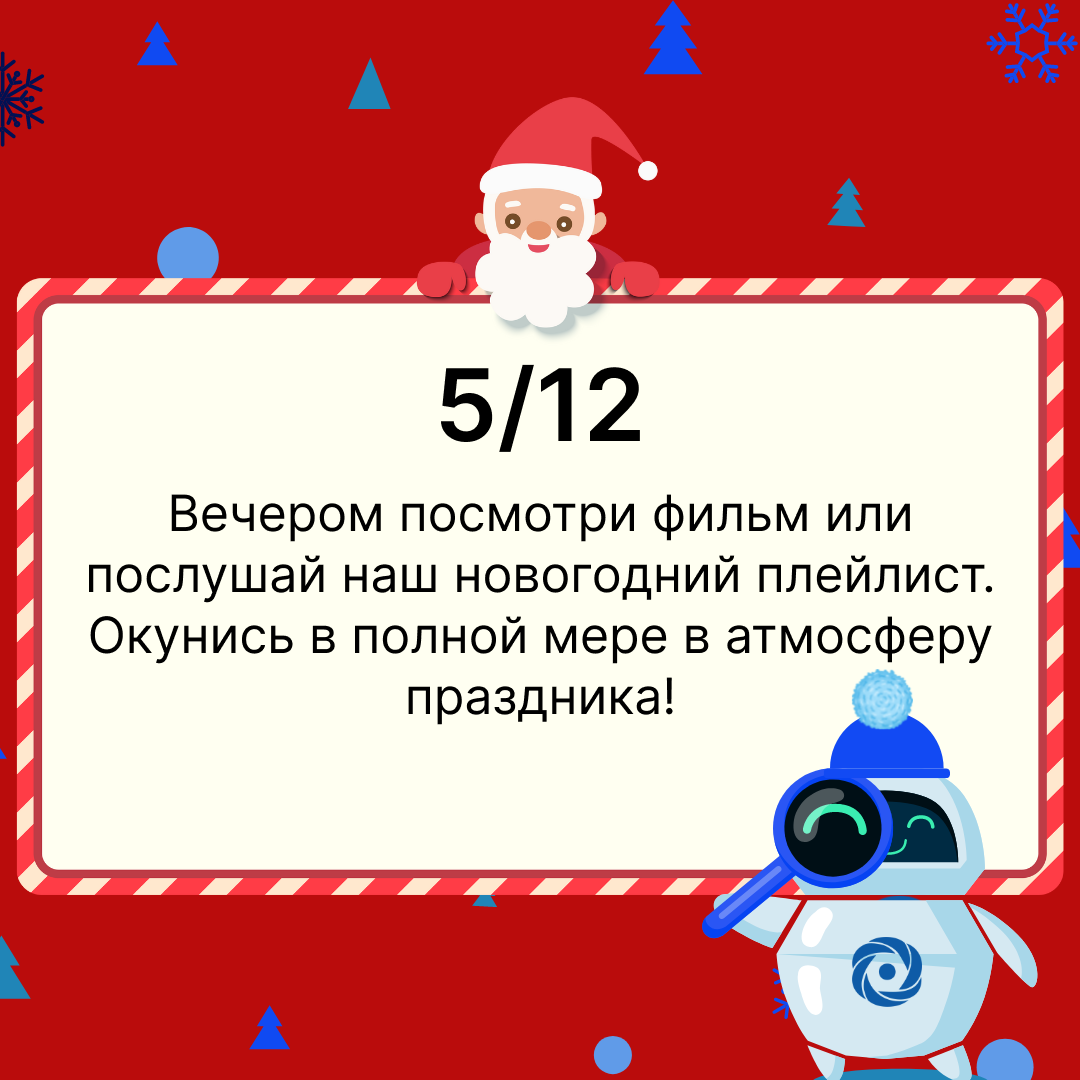 5/12
Вечером посмотри фильм или
послушай наш новогодний плейлист.
Окунись в полной мере в атмосферу
праздника!